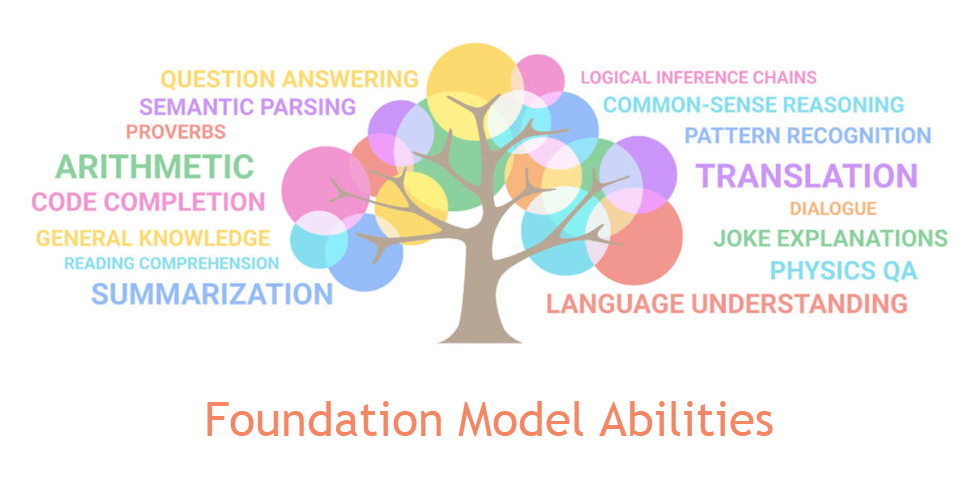 QUESTION ANSWERING
SEMANTIC PARSING
PROVERBS
ARITHMETIC
CODE COMPLETION
GENERAL KNOWLEDGE
READING COMPREHENSION
SUMMARIZATION
LOGICAL INFERENCE CHAINS
COMMON-SENSE REASONING
PATTERN RECOGNITION
TRANSLATION
DIALOGUE
JOKE EXPLANATIONS
PHYSICS QA
LANGUAGE UNDERSTANDING
Foundation Model Abilities